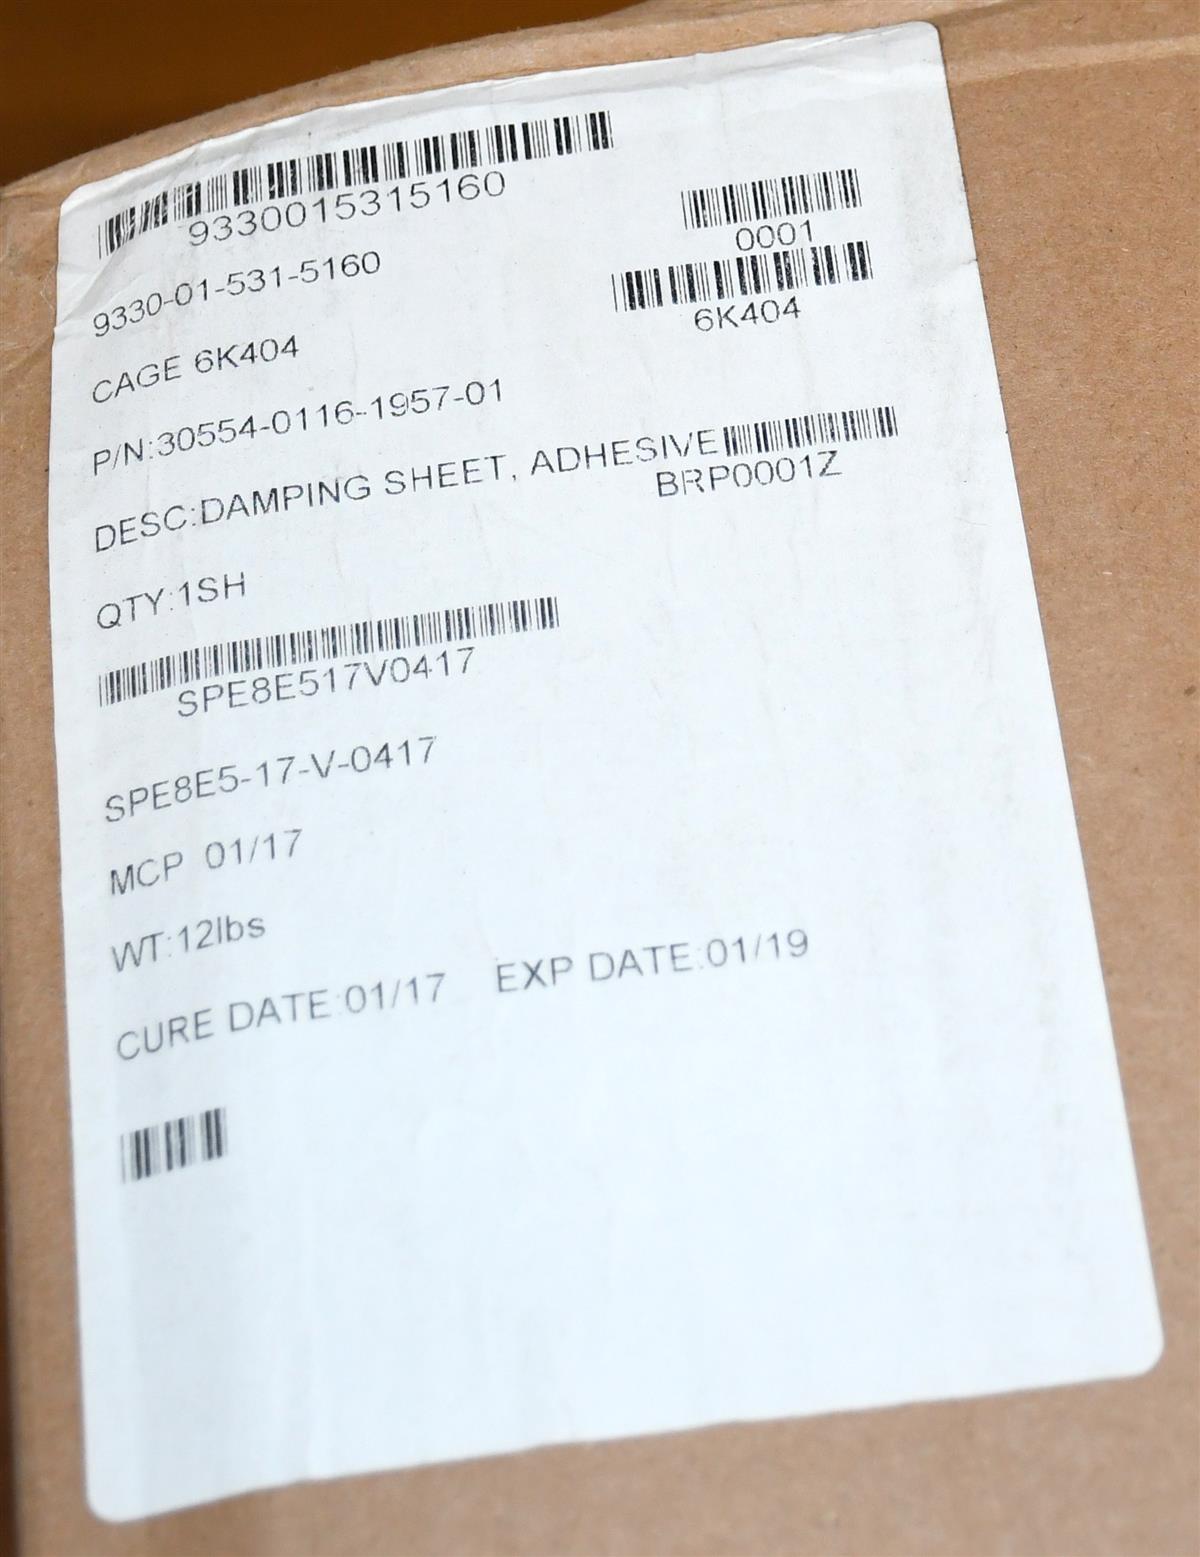 9330015315160
0001
9330-01-531-5160
6K404
CAGE 6K404
P/N:30554-0116-1957-01
DESC:DAMPING SHEET, ADHESIVE
BRP0001Z
QTY:1SH
SPE8E517V0417
SPE8E5-17-V-0417
MCP 01/17
WT:12lbs
CURE DATE:01/17 EXP DATE:01/19